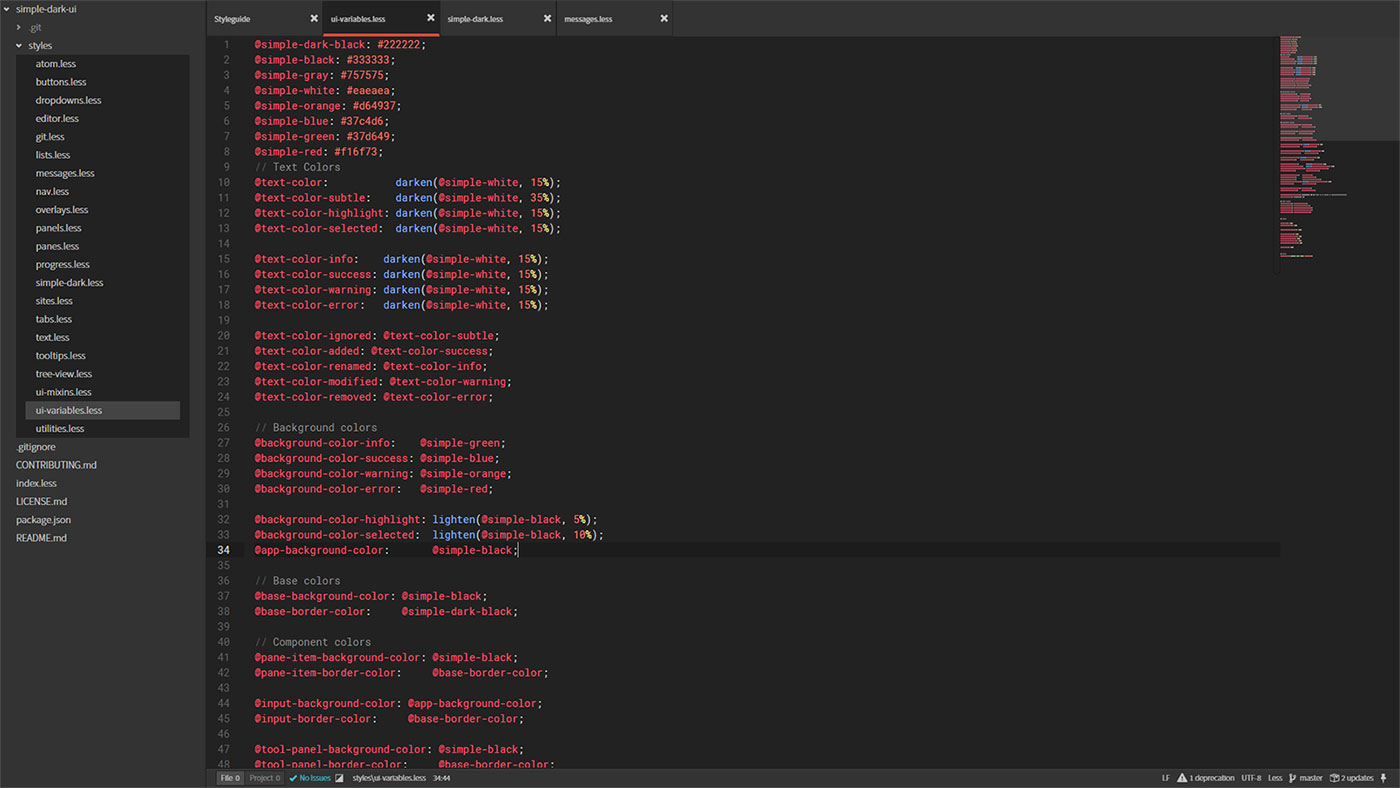 simple-dark-ui
.git
styles
atom.less
buttons.less
dropdowns.less
editor.less
git.less
lists.less
messages.less
nav.less
overlays.less
panels.less
panes.less
progress.less
simple-dark.less
sites.less
tabs.less
text.less
tooltips.less
tree-view.less
ui-mixins.less
ui-variables.less
utilities.less
.gitignore
CONTRIBUTING.md
index.less
LICENSE.md
package.json
README.md
Styleguide ui-variables.less simple-dark.less messages.less
1 @simple-dark-black: #222222;
2 @simple-black: #333333;
3 @simple-gray: #757575;
4 @simple-white: #eaeaea;
5 @simple-orange: #d64937;
6 @simple-blue: #37c4d6;
7 @simple-green: #37d649;
8 @simple-red: #f16f73;
9 // Text Colors
10 @text-color: darken(@simple-white, 15%);
11 @text-color-subtle: darken(@simple-white, 35%);
12 @text-color-highlight: darken(@simple-white, 15%);
13 @text-color-selected: darken(@simple-white, 15%);
14
15 @text-color-info: darken(@simple-white, 15%);
16 @text-color-success: darken(@simple-white, 15%);
17 @text-color-warning: darken(@simple-white, 15%);
18 @text-color-error: darken(@simple-white, 15%);
19
20 @text-color-ignored: @text-color-subtle;
21 @text-color-added: @text-color-success;
22 @text-color-renamed: @text-color-info;
23 @text-color-modified: @text-color-warning;
24 @text-color-removed: @text-color-error;
25
26 // Background colors
27 @background-color-info: @simple-green;
28 @background-color-success: @simple-blue;
29 @background-color-warning: @simple-orange;
30 @background-color-error: @simple-red;
31
32 @background-color-highlight: lighten(@simple-black, 5%);
33 @background-color-selected: lighten(@simple-black, 10%);
34 @app-background-color: @simple-black;
35
36 // Base colors
37 @base-background-color: @simple-black;
38 @base-border-color: @simple-dark-black;
39
40 // Component colors
41 @pane-item-background-color: @simple-black;
42 @pane-item-border-color: @base-border-color;
43
44 @input-background-color: @app-background-color;
45 @input-border-color: @base-border-color;
46
47 @tool-panel-background-color: @simple-black;
48 @tool-panel-border-color: @base-border-color;
File 0 Project 0 No Issues styles\ui-variables.less 34:44 LF 1 deprecation UTF-8 Less master 2 updates